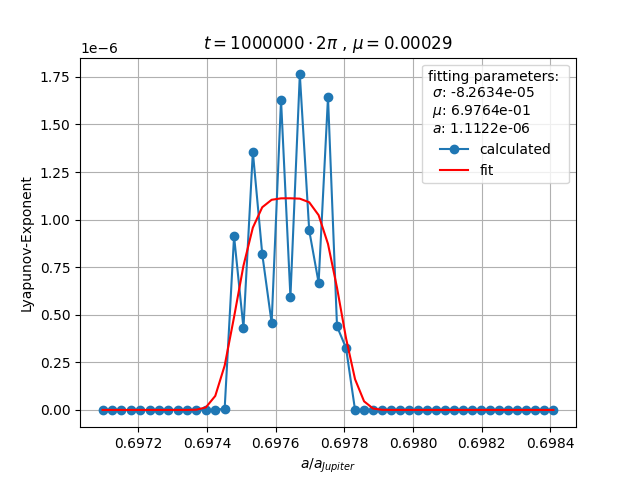 t = 1000000 · 2π , μ = 0.00029
1e−6
fitting parameters:
σ: -8.2634e-05
μ: 6.9764e-01
a: 1.1122e-06
calculated
fit
1.75
1.50
1.25
1.00
0.75
0.50
0.25
0.00
Lyapunov-Exponent
0.6972 0.6974 0.6976 0.6978 0.6980 0.6982 0.6984
a/a_Jupiter